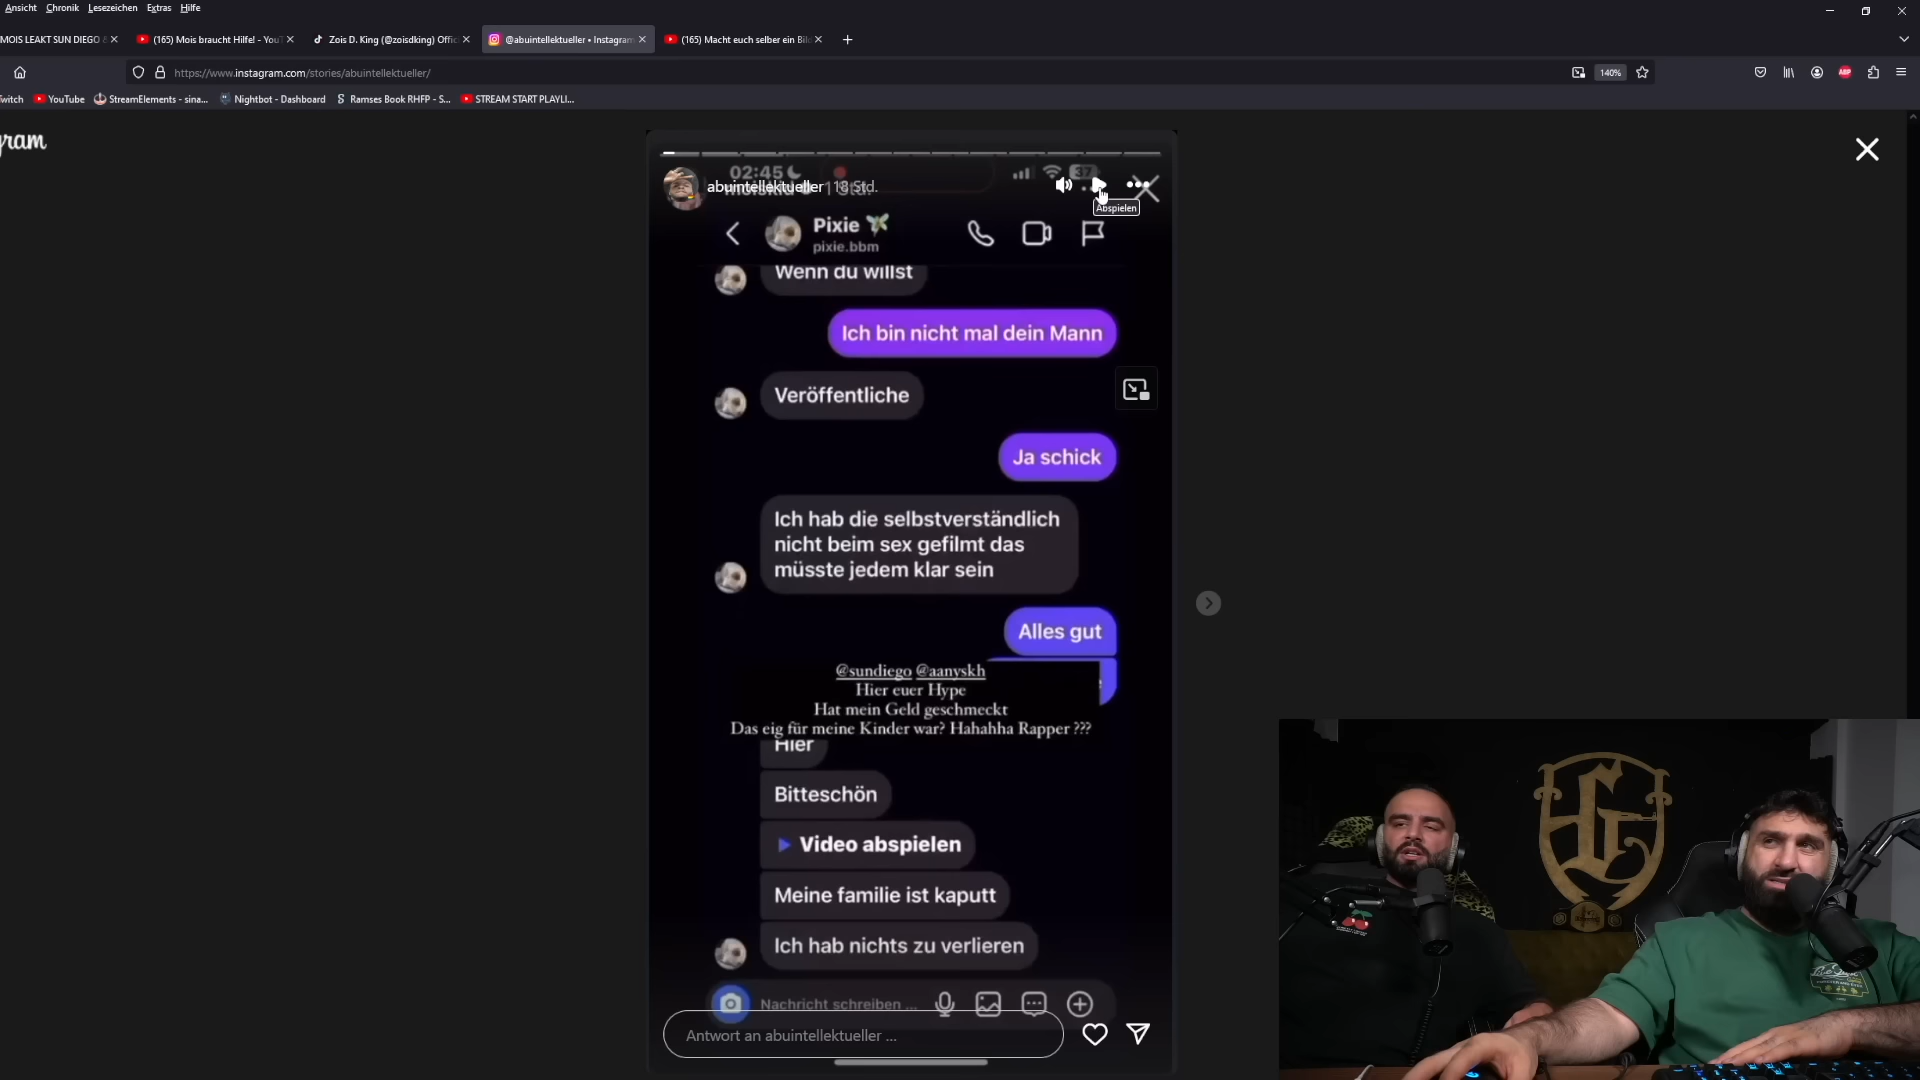 Ansicht Chronik Lesezeichen Extras Hilfe
MOIS LEAKT SUN DIEGO
(165) Mois braucht Hilfe! - You
Zois D. King (@zoisdking) Offic
@abuintellektueller • Instagram
(165) Macht euch selber ein Bil
https://www.instagram.com/stories/abuintellektueller/
140%
ABP
witch YouTube StreamElements - sina... Nightbot - Dashboard Ramses Book RHFP - S... STREAM START PLAYLI...
gram
02:45
37
abuintellektueller 18 Std.
Abspielen
Pixie
pixie.bbm
Wenn du willst
Ich bin nicht mal dein Mann
Veröffentliche
Ja schick
Ich hab die selbstverständlich
nicht beim sex gefilmt das
müsste jedem klar sein
Alles gut
@sundiego @aanyskh
Hier euer Hype
Hat mein Geld geschmeckt
Das eig für meine Kinder war? Hahahha Rapper ???
Hier
Bitteschön
Video abspielen
Meine familie ist kaputt
Ich hab nichts zu verlieren
Nachricht schreiben ...
Antwort an abuintellektueller ...